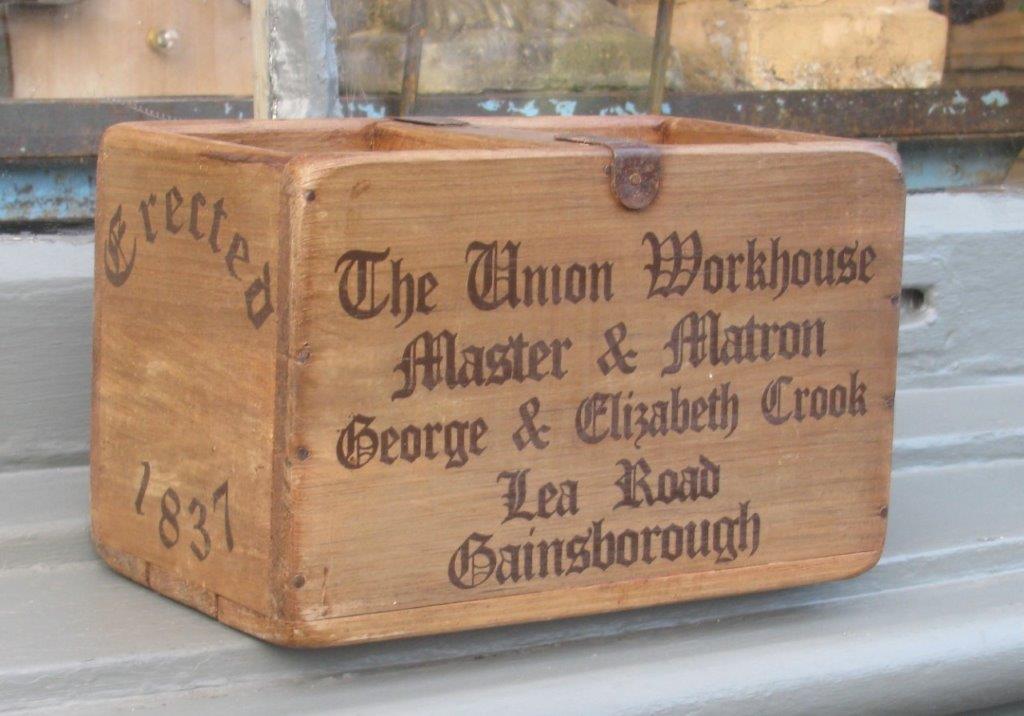 Erected
1837
The Union Workhouse
Master & Matron
George & Elizabeth Crook
Lea Road
Gainsborough